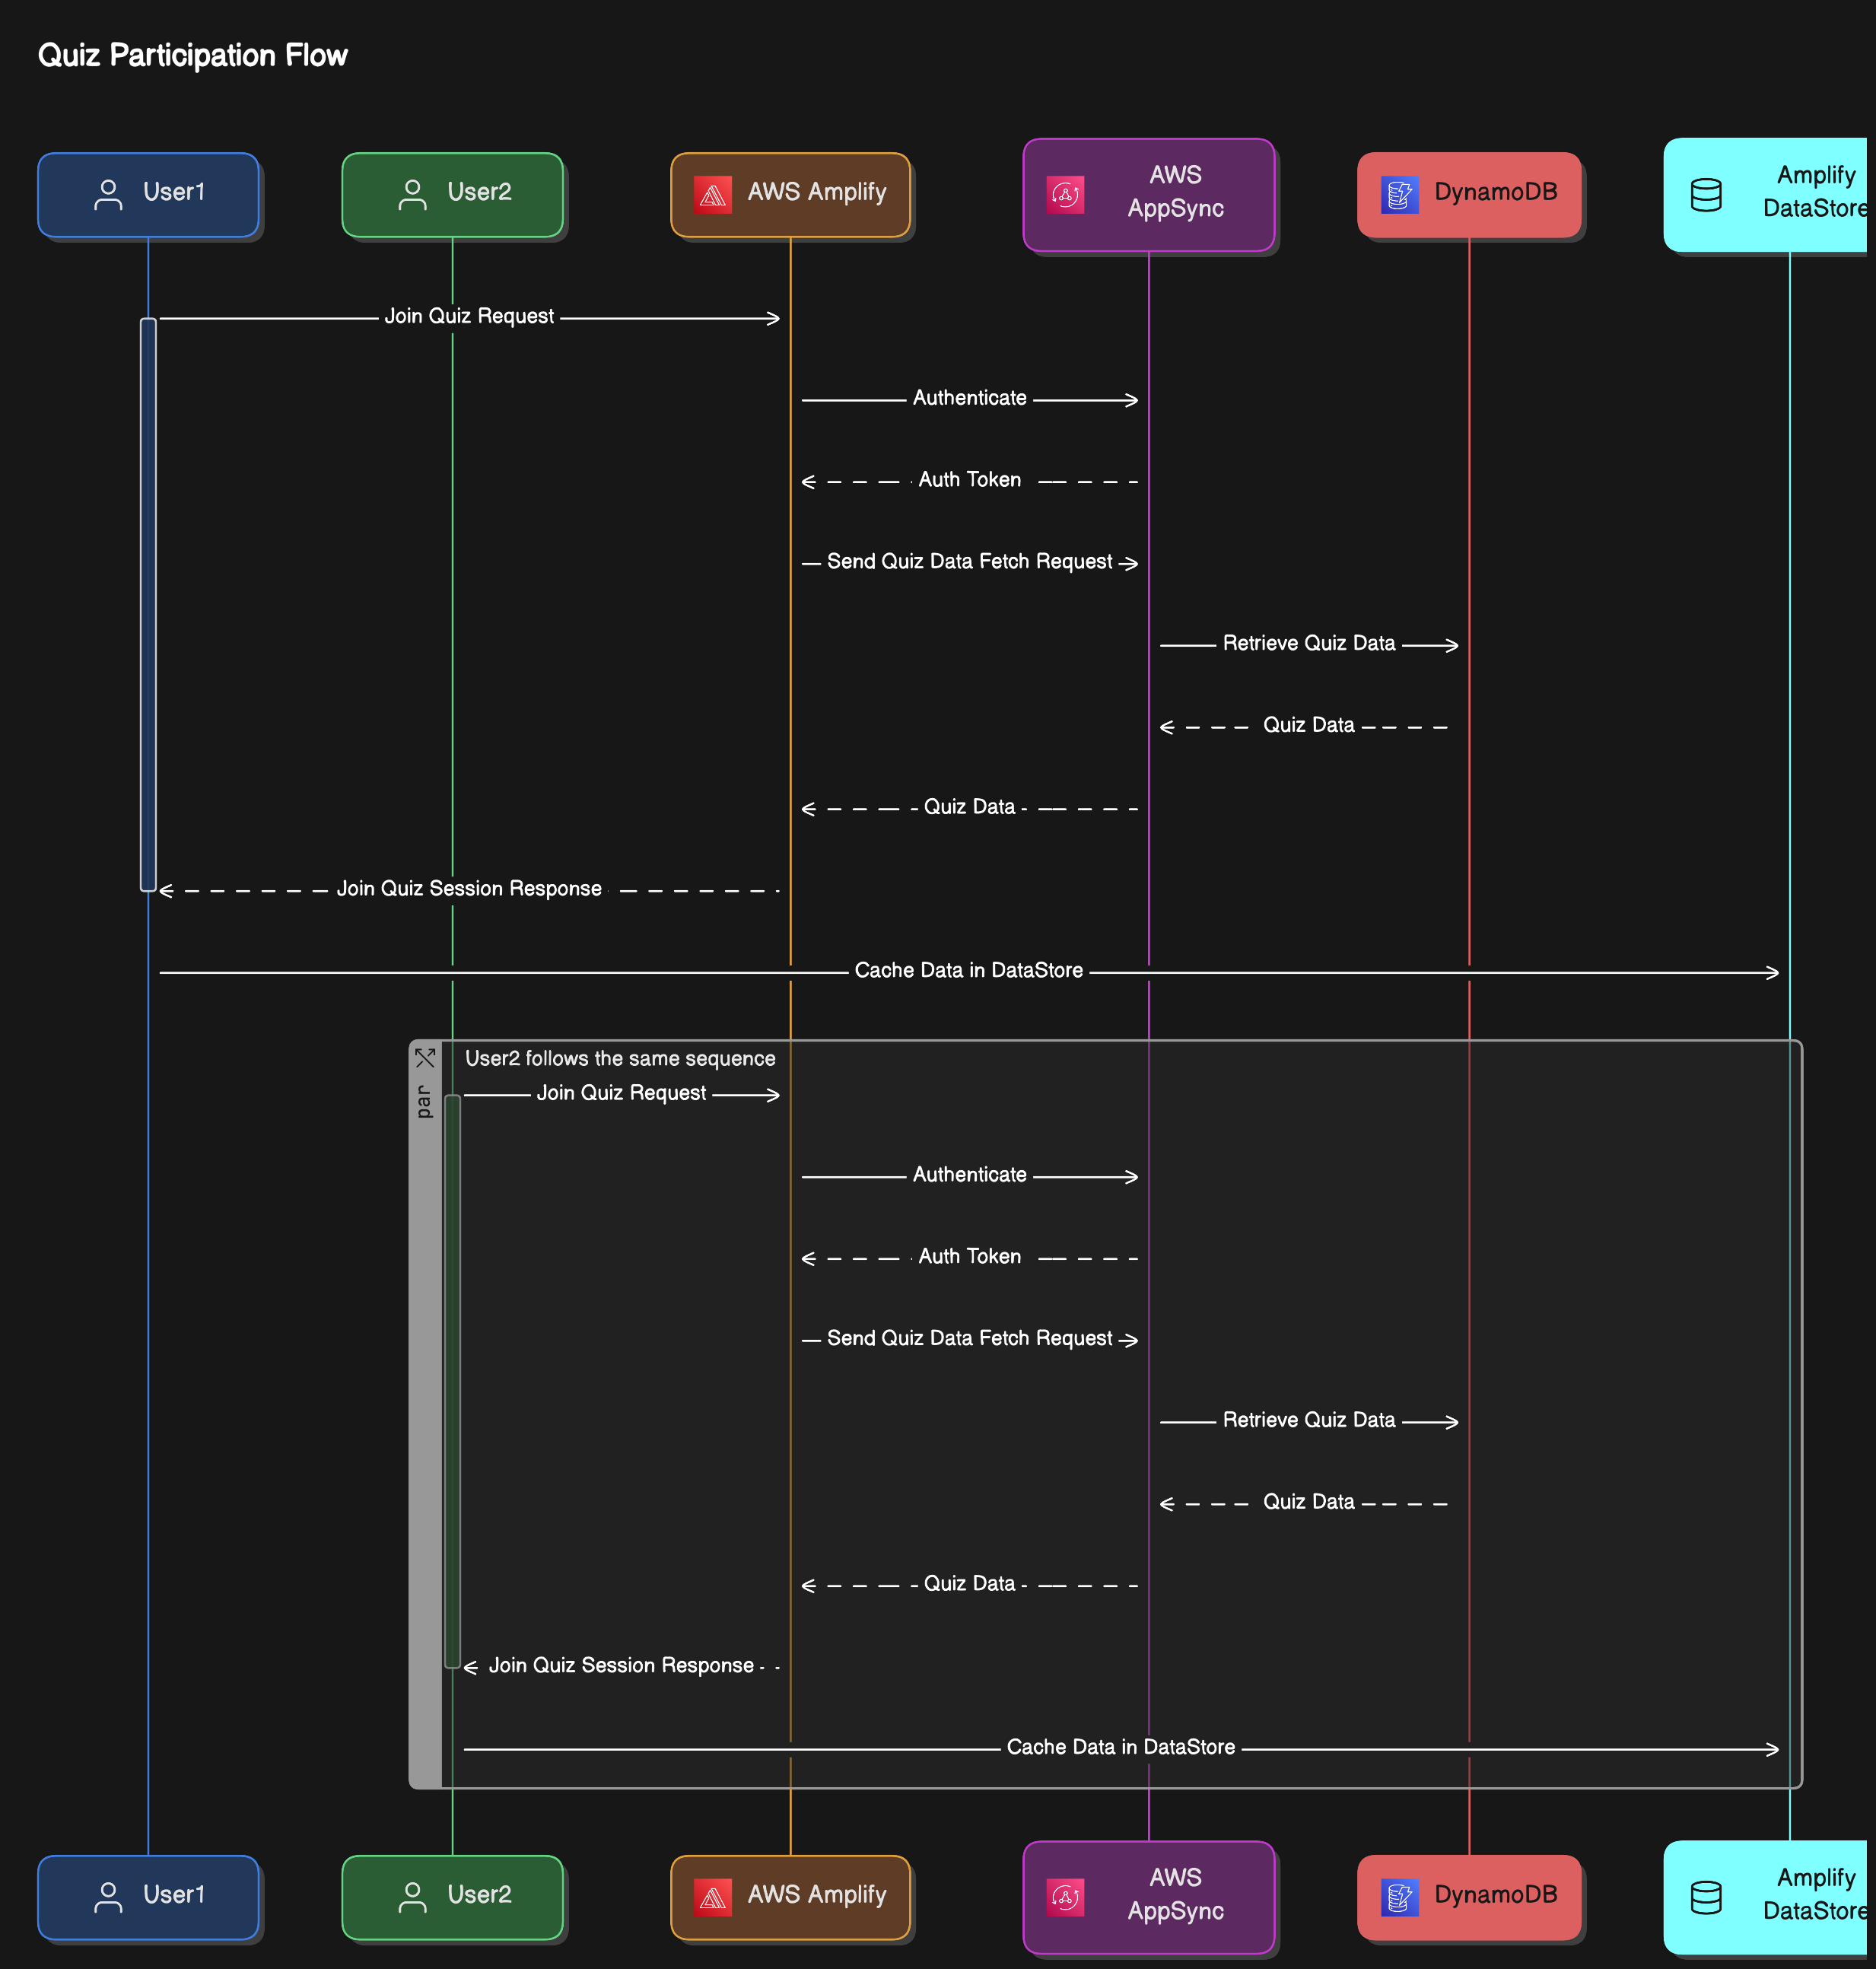 Quiz Participation Flow
User1
User2
AWS Amplify
AWS
AppSync
DynamoDB
Amplify
DataStore
Join Quiz Request
Authenticate
Auth Token
Send Quiz Data Fetch Request
Retrieve Quiz Data
Quiz Data
Quiz Data
Join Quiz Session Response
Cache Data in DataStore
par
User2 follows the same sequence
Join Quiz Request
Authenticate
Auth Token
Send Quiz Data Fetch Request
Retrieve Quiz Data
Quiz Data
Quiz Data
Join Quiz Session Response
Cache Data in DataStore
User1
User2
AWS Amplify
AWS
AppSync
DynamoDB
Amplify
DataStore